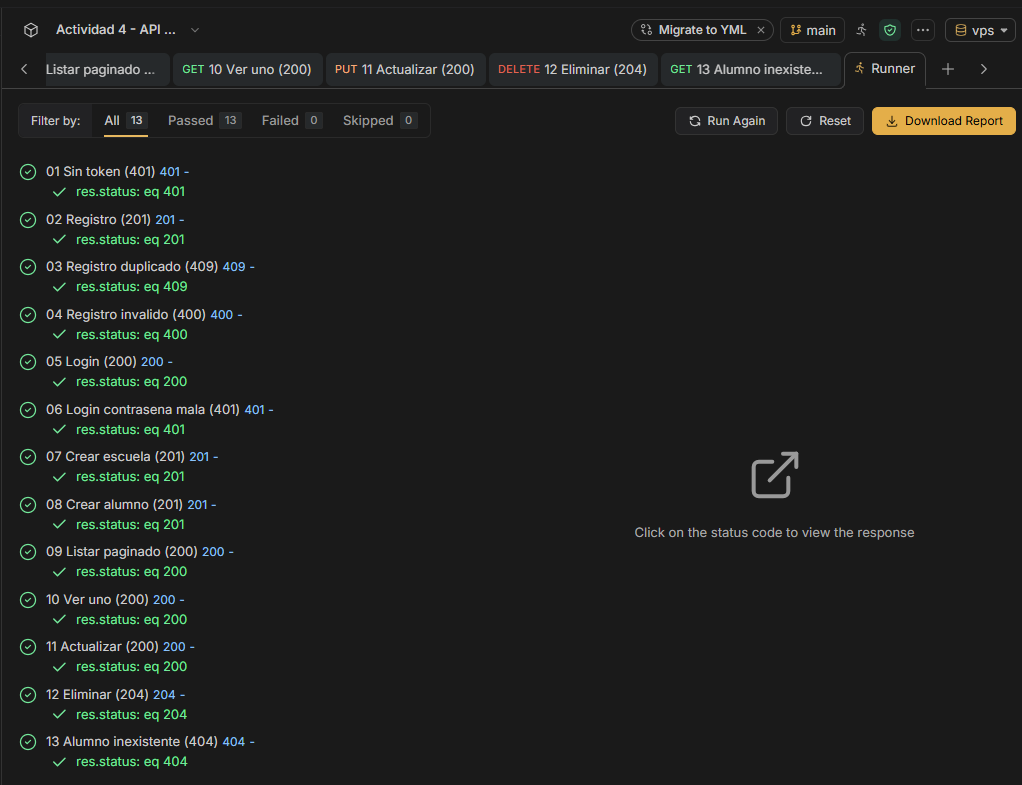 Actividad 4 - API ...
Migrate to YML
main
vps
Listar paginado ...
GET 10 Ver uno (200)
PUT 11 Actualizar (200)
DELETE 12 Eliminar (204)
GET 13 Alumno inexiste...
Runner
Filter by:
All 13
Passed 13
Failed 0
Skipped 0
Run Again
Reset
Download Report
01 Sin token (401) 401 -
res.status: eq 401
02 Registro (201) 201 -
res.status: eq 201
03 Registro duplicado (409) 409 -
res.status: eq 409
04 Registro invalido (400) 400 -
res.status: eq 400
05 Login (200) 200 -
res.status: eq 200
06 Login contrasena mala (401) 401 -
res.status: eq 401
07 Crear escuela (201) 201 -
res.status: eq 201
08 Crear alumno (201) 201 -
res.status: eq 201
09 Listar paginado (200) 200 -
res.status: eq 200
10 Ver uno (200) 200 -
res.status: eq 200
11 Actualizar (200) 200 -
res.status: eq 200
12 Eliminar (204) 204 -
res.status: eq 204
13 Alumno inexistente (404) 404 -
res.status: eq 404
Click on the status code to view the response